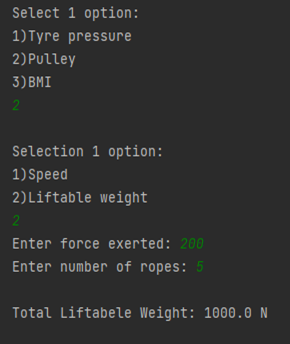 Select 1 option:
1)Tyre pressure
2)Pulley
3)BMI
2
Selection 1 option:
1)Speed
2)Liftable weight
2
Enter force exerted: 200
Enter number of ropes: 5
Total Liftabele Weight: 1000.0 N